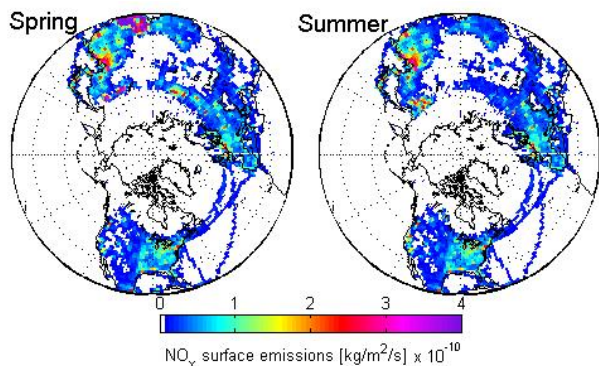 Spring
Summer
0 1 2 3 4
NOx surface emissions [kg/m²/s] x 10⁻¹⁰